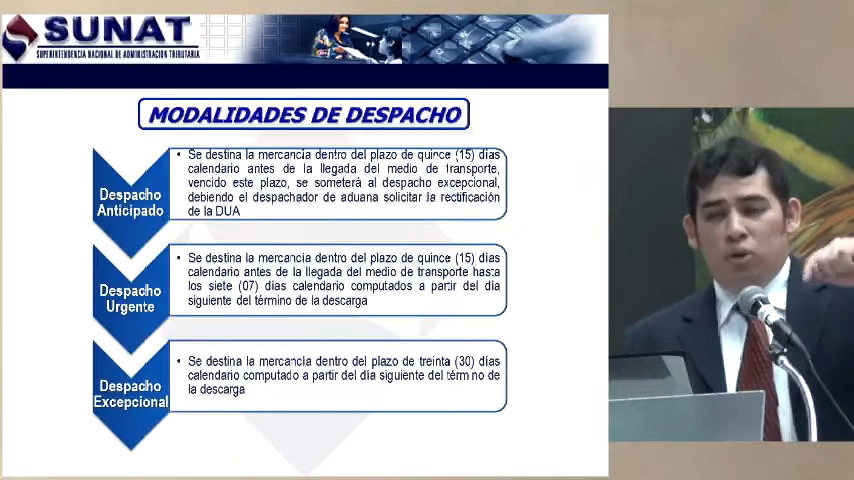 SUNAT
SUPERINTENDENCIA NACIONAL DE ADMINISTRACION TRIBUTARIA
MODALIDADES DE DESPACHO
Despacho
Anticipado
• Se destina la mercancía dentro del plazo de quince (15) días
calendario antes de la llegada del medio de transporte,
vencido este plazo, se someterá al despacho excepcional,
debiendo el despachador de aduana solicitar la rectificación
de la DUA
Despacho
Urgente
• Se destina la mercancía dentro del plazo de quince (15) días
calendario antes de la llegada del medio de transporte hasta
los siete (07) días calendario computados a partir del día
siguiente del término de la descarga
Despacho
Excepcional
• Se destina la mercancía dentro del plazo de treinta (30) días
calendario computado a partir del día siguiente del término de
la descarga